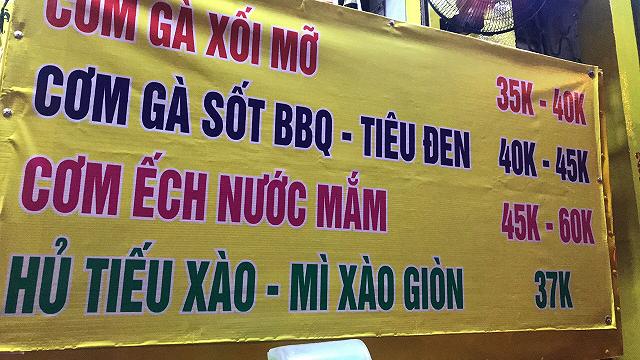 CƠM GÀ XỐI MỠ 35K - 40K
CƠM GÀ SỐT BBQ - TIÊU ĐEN 40K - 45K
CƠM ẾCH NƯỚC MẮM 45K - 60K
HỦ TIẾU XÀO - MÌ XÀO GIÒN 37K